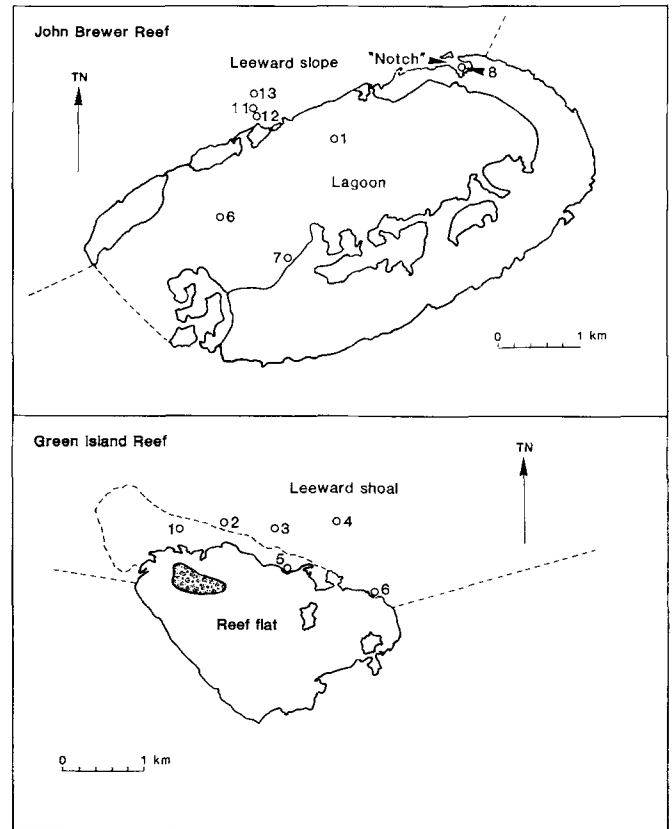 John Brewer Reef
TN
Leeward slope
"Notch"
8
13
11
12
1
Lagoon
6
7
0 1 km
Green Island Reef
TN
Leeward shoal
1
2
3
4
5
6
Reef flat
0 1 km